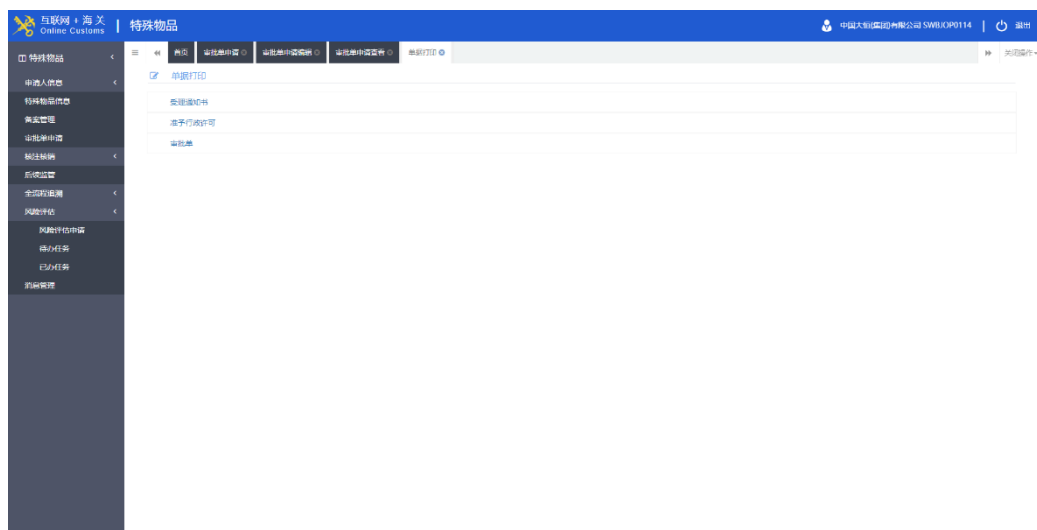 互联网+海关
Online Customs
特殊物品
中国大恒(集团)有限公司 SWBJOP0114
退出
特殊物品
首页
审批单申请
审批单申请编辑
审批单申请查看
单据打印
关闭操作
申请人信息
特殊物品信息
备案管理
审批单申请
核注核销
后续监管
全流程追溯
风险评估
风险评估申请
待办任务
已办任务
消息管理
单据打印
受理通知书
准予行政许可
审批单